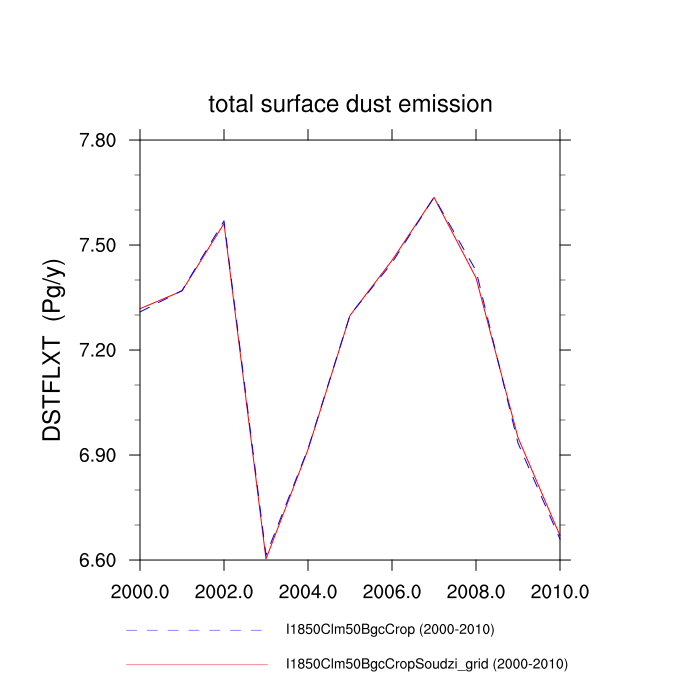 total surface dust emission
7.80
7.50
7.20
6.90
6.60
DSTFLXT (Pg/y)
2000.0 2002.0 2004.0 2006.0 2008.0 2010.0
I1850Clm50BgcCrop (2000-2010)
I1850Clm50BgcCropSoudzi_grid (2000-2010)